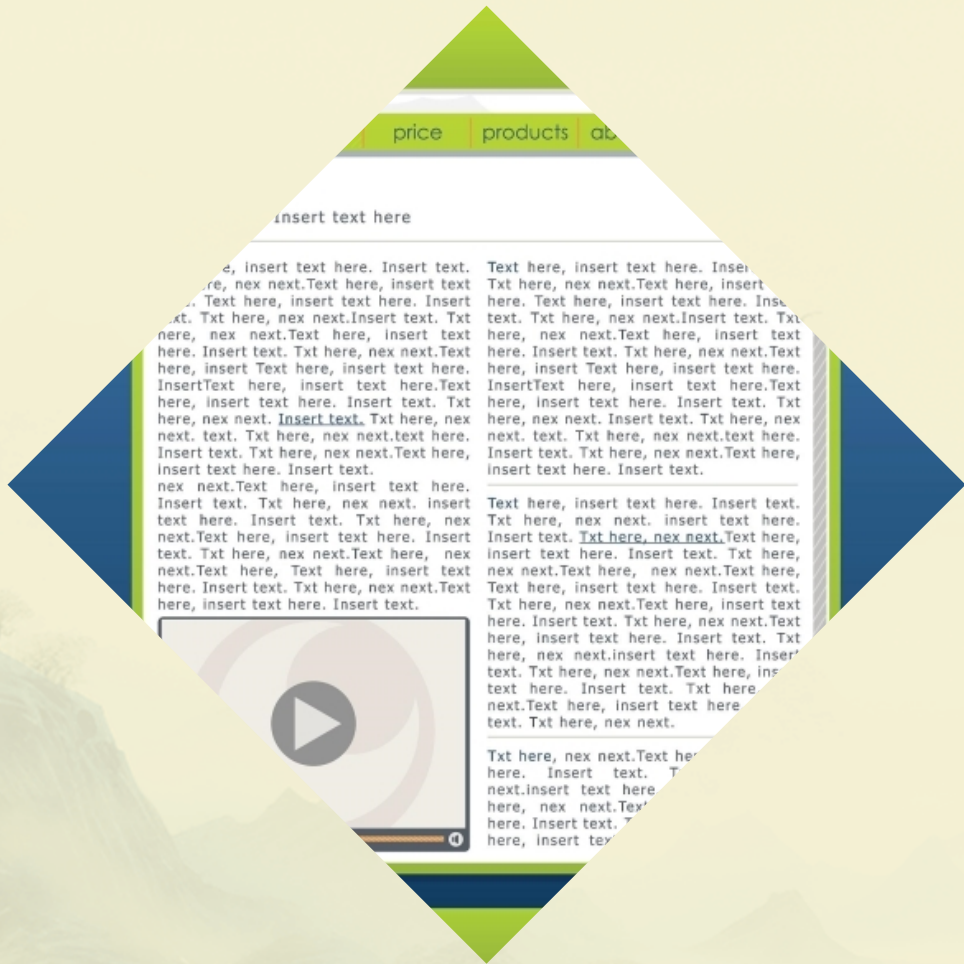 price products
Insert text here
insert text here. Insert text.
nex next.Text here, insert text
Text here, insert text here. Insert
Txt here, nex next.Insert text. Txt
here, nex next.Text here, insert text
here. Insert text. Txt here, nex next.Text
here, insert Text here, insert text here.
InsertText here, insert text here.Text
here, insert text here. Insert text. Txt
here, nex next. Insert text. Txt here, nex
next. text. Txt here, nex next.text here.
Insert text. Txt here, nex next.Text here,
insert text here. Insert text.
nex next.Text here, insert text here.
Insert text. Txt here, nex next. insert
text here. Insert text. Txt here, nex
next.Text here, insert text here. Insert
text. Txt here, nex next.Text here, nex
next.Text here, Text here, insert text
here. Insert text. Txt here, nex next.Text
here, insert text here. Insert text.
Text here, insert text here.
Txt here, nex next.Text here, insert text
here. Text here, insert text here.
text. Txt here, nex next.Insert text. Txt
here, nex next.Text here, insert text
here. Insert text. Txt here, nex next.Text
here, insert Text here, insert text here.
InsertText here, insert text here.Text
here, insert text here. Insert text. Txt
here, nex next. Insert text. Txt here, nex
next. text. Txt here, nex next.text here.
Insert text. Txt here, nex next.Text here,
insert text here. Insert text.
Text here, insert text here. Insert text.
Txt here, nex next. insert text here.
Insert text. Txt here, nex next.Text here,
insert text here. Insert text. Txt here,
nex next.Text here, nex next.Text here,
Text here, insert text here. Insert text.
Txt here, nex next.Text here, insert text
here. Insert text. Txt here, nex next.Text
here, insert text here. Insert text. Txt
here, nex next.insert text here. Insert
text. Txt here, nex next.Text here,
text here. Insert text. Txt here
next.Text here, insert text here
text. Txt here, nex next.
Txt here, nex next.Text
here. Insert text.
next.insert text here
here, nex next.Text
here. Insert text.
here, insert